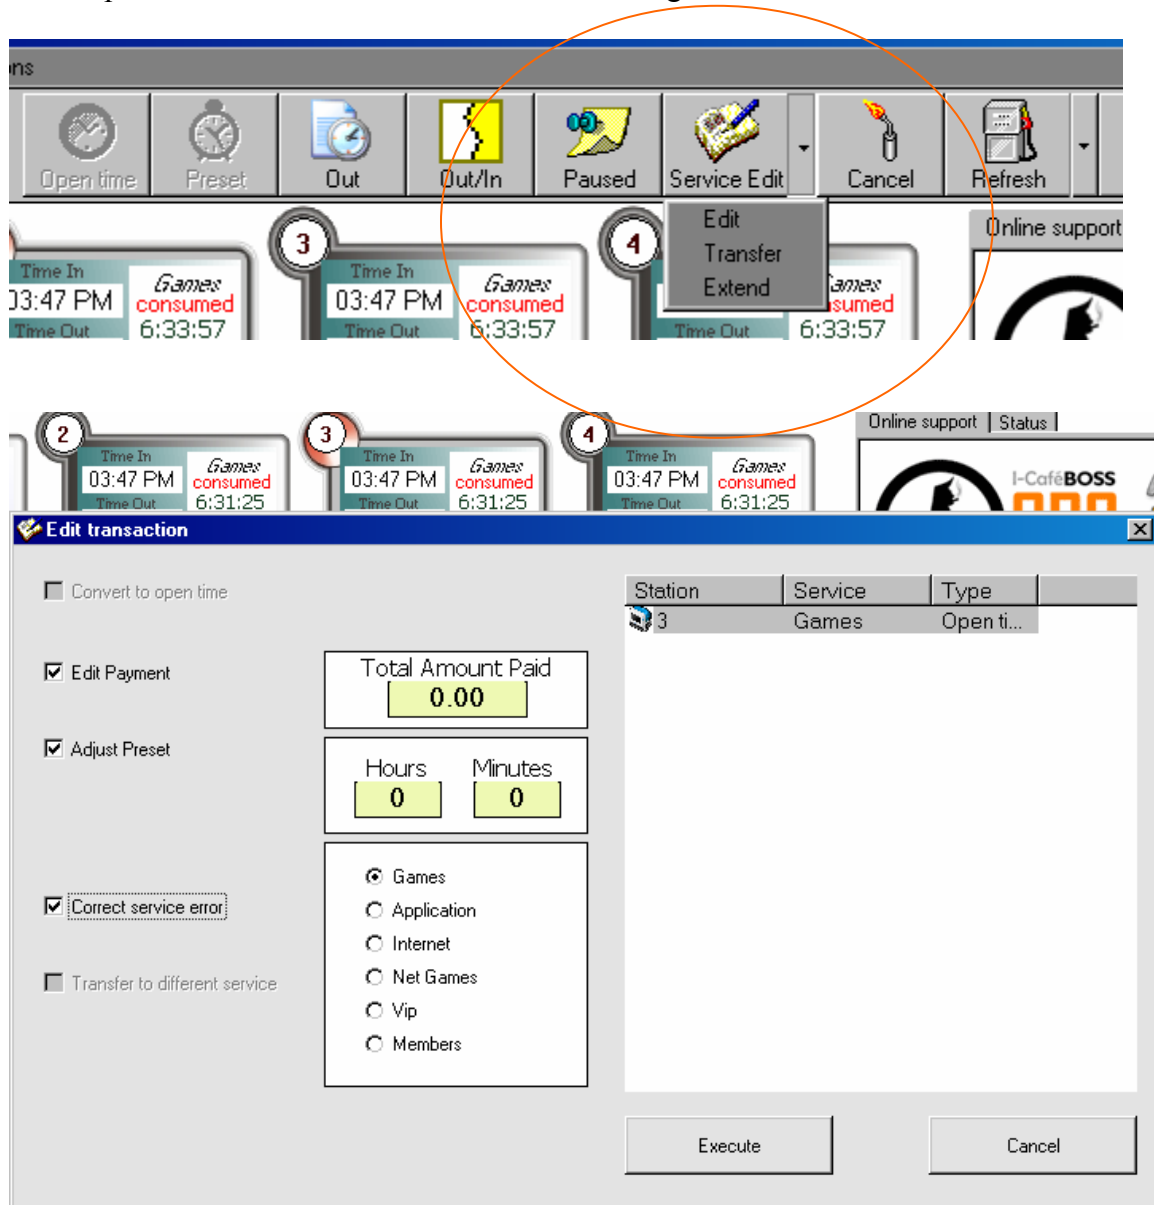 ons
Open time Preset Out Out/In Paused Service Edit Cancel Refresh
Edit
Transfer
Extend
Online support
Time In
03:47 PM
Time Out
Games
consumed
6:33:57
3
Time In
03:47 PM
Time Out
Games
consumed
6:33:57
4
Time Out
6:33:57
2
Time In
03:47 PM
Time Out
Games
consumed
6:31:25
3
Time In
03:47 PM
Time Out
Games
consumed
6:31:25
4
Time In
03:47 PM
Time Out
Games
consumed
6:31:25
Online support Status
I-CaféBOSS
Edit transaction
Convert to open time
Edit Payment
Total Amount Paid
0.00
Adjust Preset
Hours Minutes
0 0
Correct service error
Transfer to different service
Games
Application
Internet
Net Games
Vip
Members
Station Service Type
3 Games Open ti...
Execute Cancel